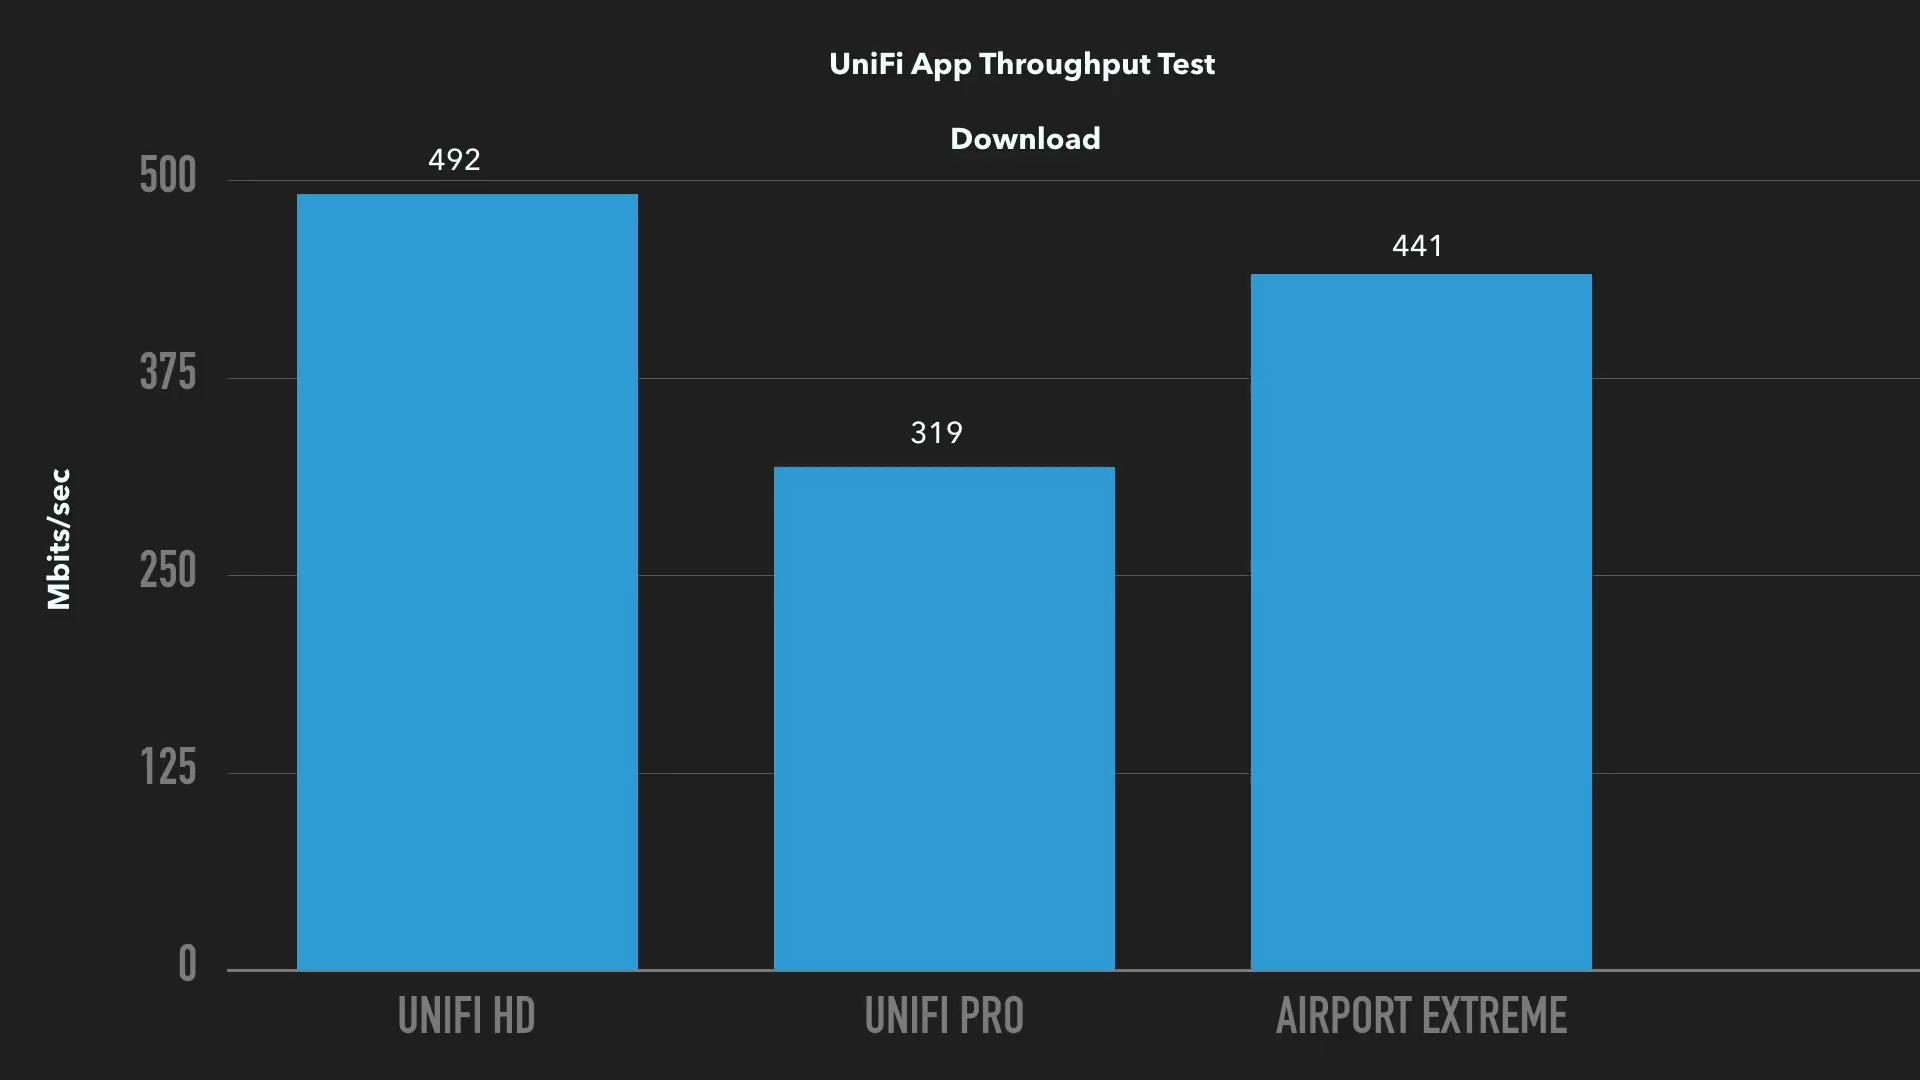 UniFi App Throughput Test
Download
492
500
441
375
319
Mbits/sec
250
125
0
UNIFI HD
UNIFI PRO
AIRPORT EXTREME